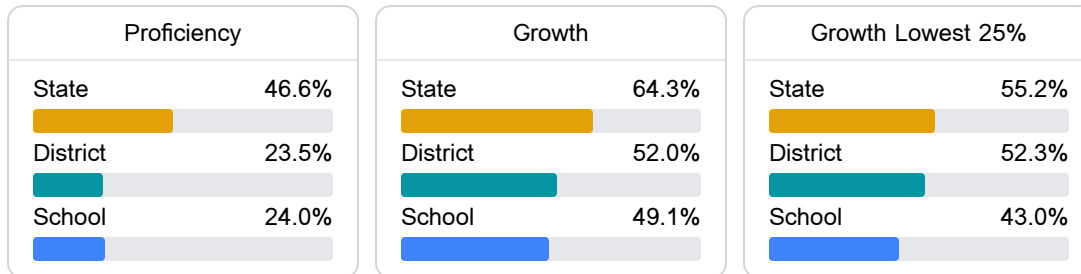 Proficiency
State 46.6%
District 23.5%
School 24.0%
Growth
State 64.3%
District 52.0%
School 49.1%
Growth Lowest 25%
State 55.2%
District 52.3%
School 43.0%